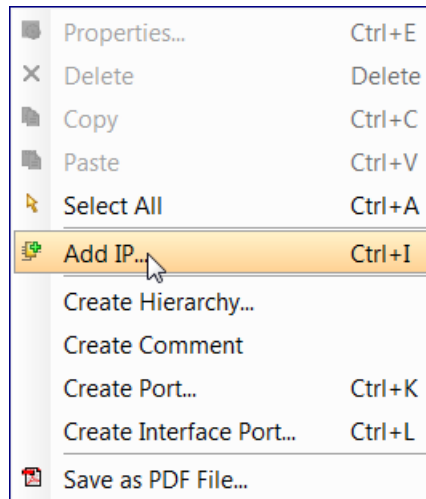 Properties... Ctrl+E
Delete Delete
Copy Ctrl+C
Paste Ctrl+V
Select All Ctrl+A
Add IP... Ctrl+I
Create Hierarchy...
Create Comment
Create Port... Ctrl+K
Create Interface Port... Ctrl+L
Save as PDF File...